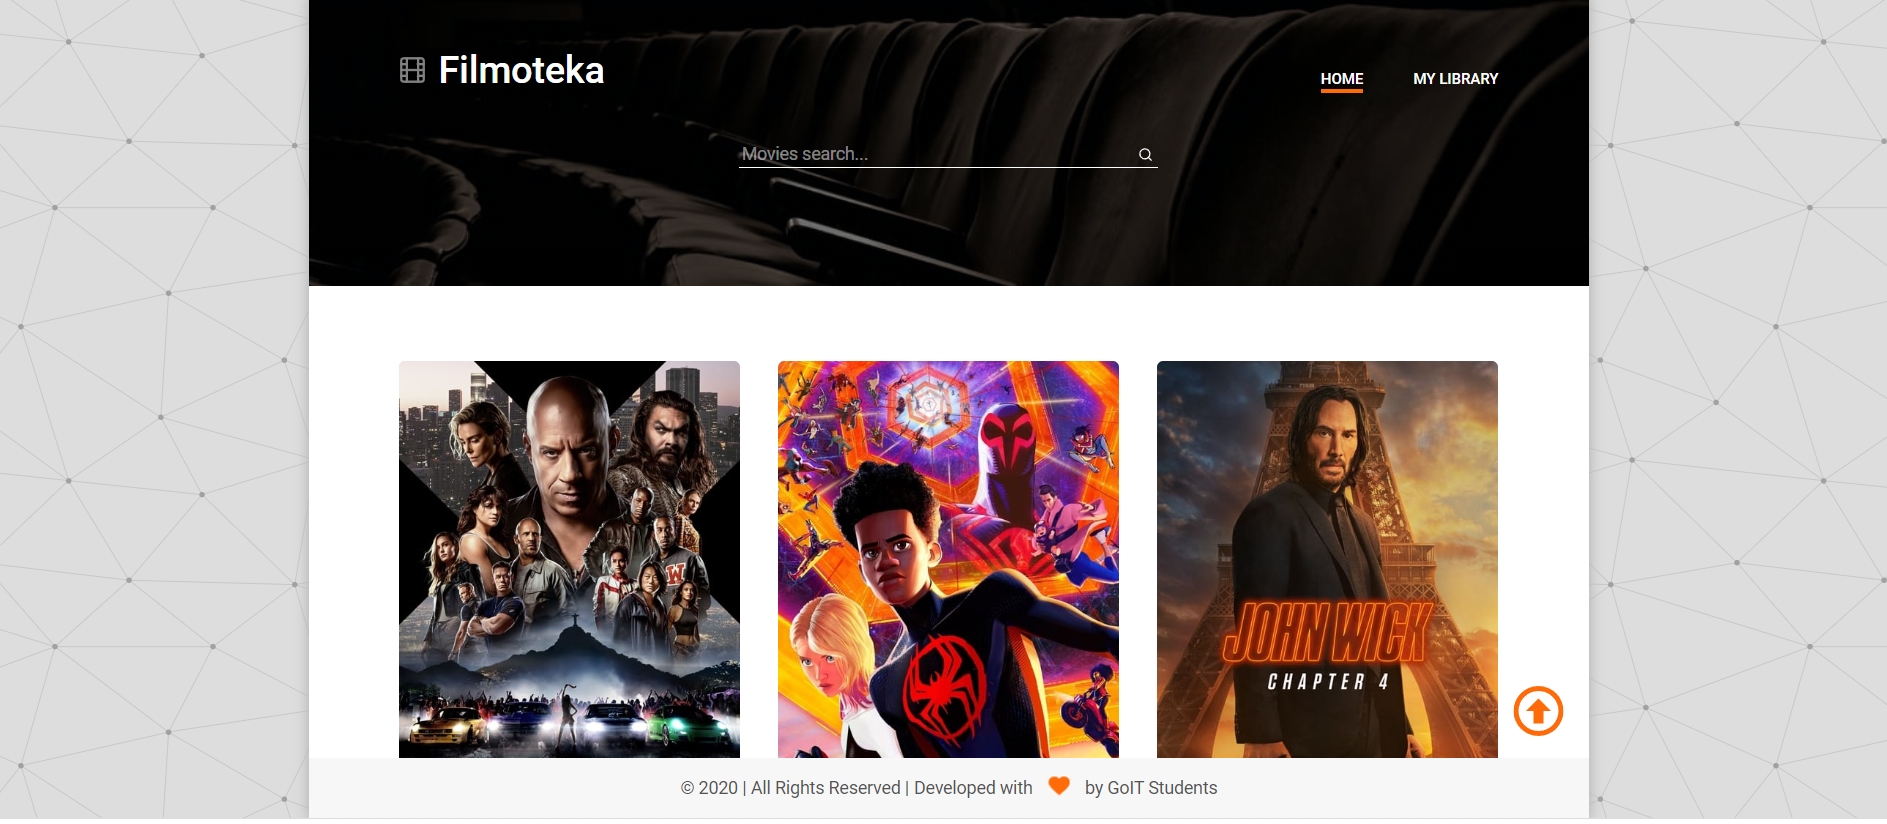 Filmoteka
HOME
MY LIBRARY
Movies search...
W
JOHN WICK
CHAPTER 4
© 2020 | All Rights Reserved | Developed with by GoIT Students